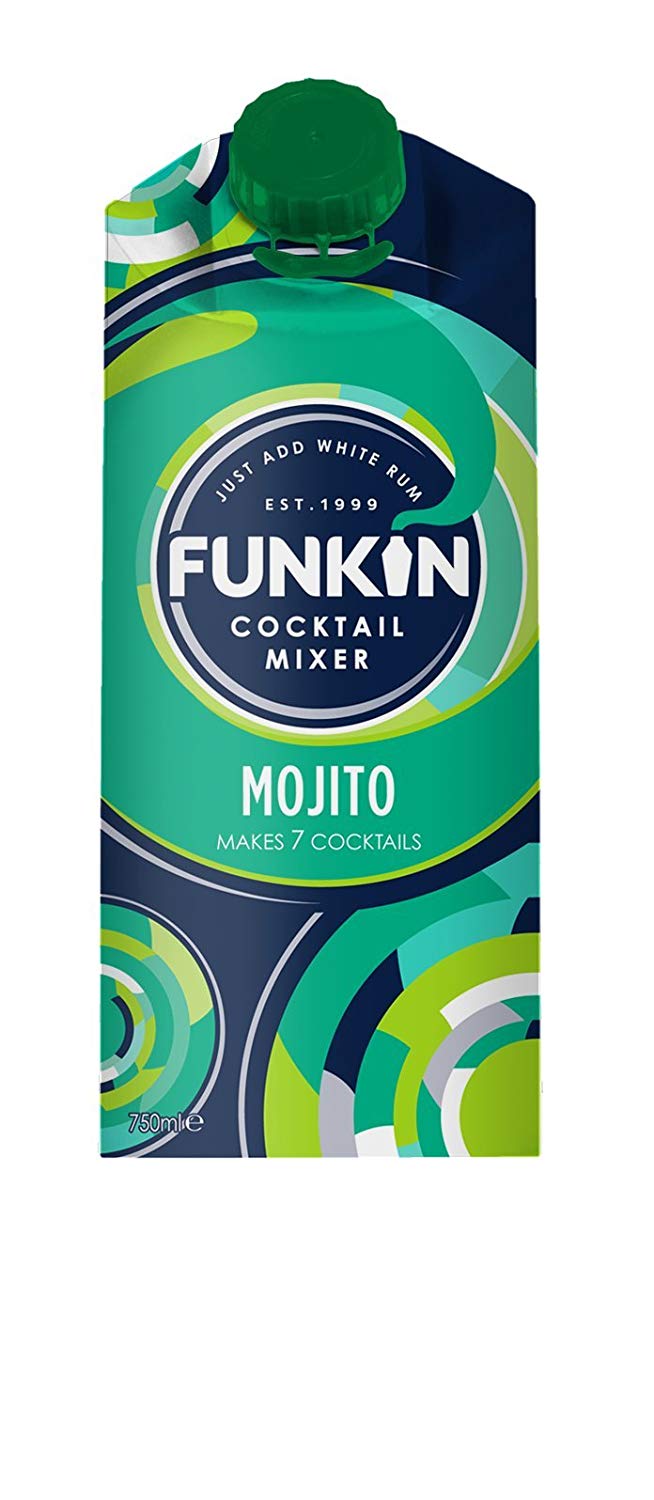 JUST ADD WHITE RUM
EST. 1999
FUNKIN
COCKTAIL
MIXER
MOJITO
MAKES 7 COCKTAILS
750ml℮